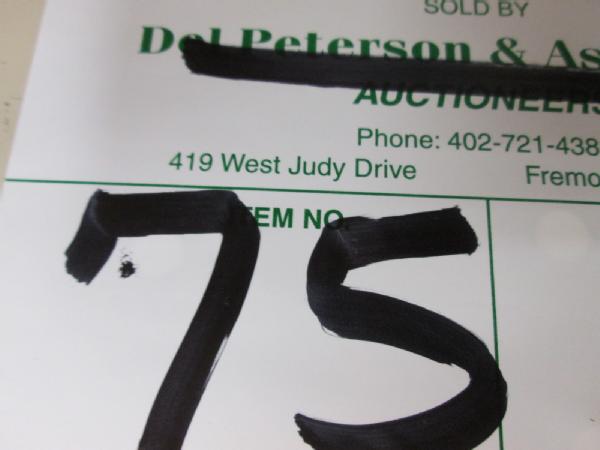 SOLD BY
Del Peterson & As
AUCTIONEERS
Phone: 402-721-438
419 West Judy Drive
Fremo
ITEM NO.
75